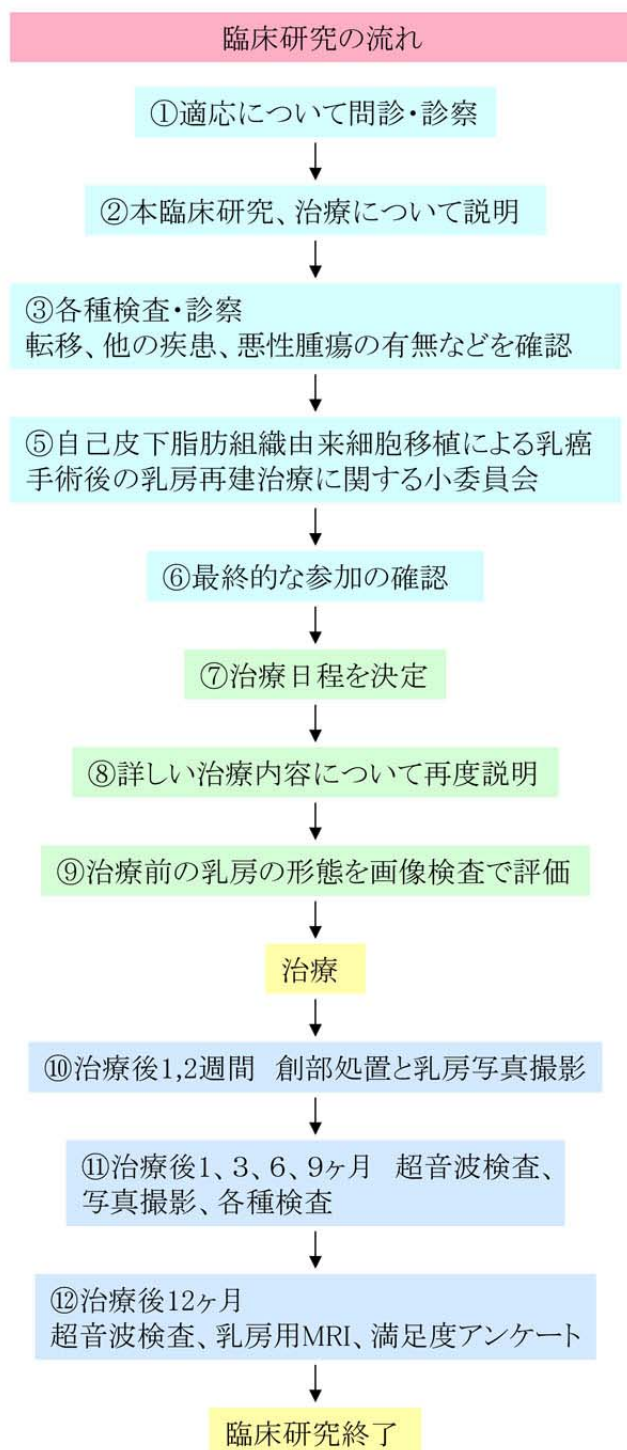 臨床研究の流れ
①適応について問診・診察
②本臨床研究、治療について説明
③各種検査・診察
転移、他の疾患、悪性腫瘍の有無などを確認
⑤自己皮下脂肪組織由来細胞移植による乳癌
手術後の乳房再建治療に関する小委員会
⑥最終的な参加の確認
⑦治療日程を決定
⑧詳しい治療内容について再度説明
⑨治療前の乳房の形態を画像検査で評価
治療
⑩治療後1,2週間 創部処置と乳房写真撮影
⑪治療後1、3、6、9ヶ月 超音波検査、
写真撮影、各種検査
⑫治療後12ヶ月
超音波検査、乳房用MRI、満足度アンケート
臨床研究終了